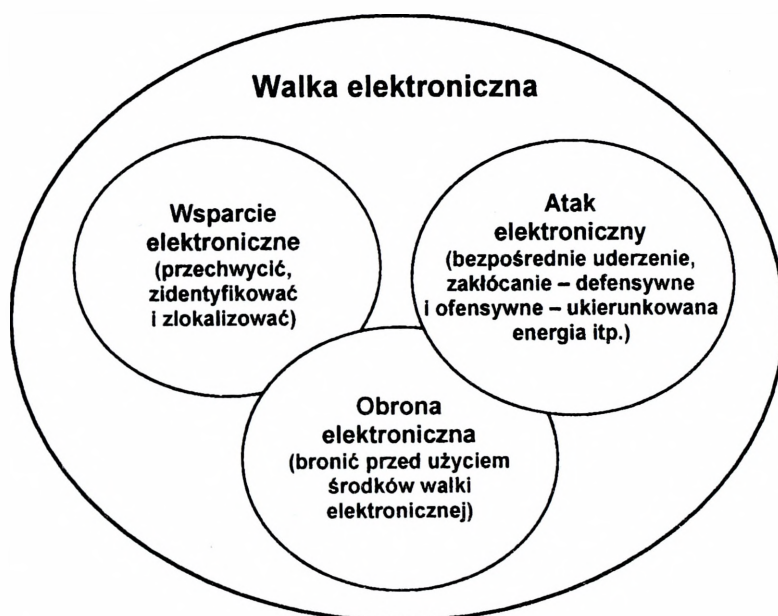 Walka elektroniczna
Wsparcie
elektroniczne
(przechwycić,
zidentyfikować
i zlokalizować)
Atak
elektroniczny
(bezpośrednie uderzenie,
zakłócanie – defensywne
i ofensywne – ukierunkowana
energia itp.)
Obrona
elektroniczna
(bronić przed użyciem
środków walki
elektronicznej)